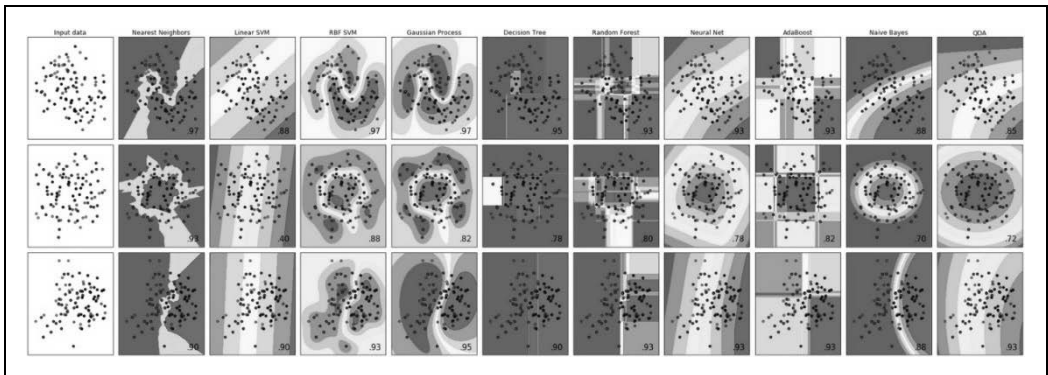 Input data Nearest Neighbors Linear SVM RBF SVM Gaussian Process Decision Tree Random Forest Neural Net AdaBoost Naive Bayes QDA
.97 .88 .97 .97 .95 .93 .93 .93 .88 .85
.93 .40 .88 .82 .78 .80 .78 .82 .70 .72
.90 .90 .93 .95 .90 .93 .93 .93 .88 .93